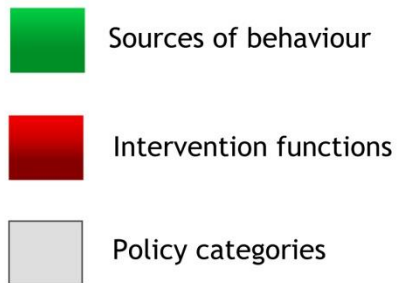 Sources of behaviour
Intervention functions
Policy categories